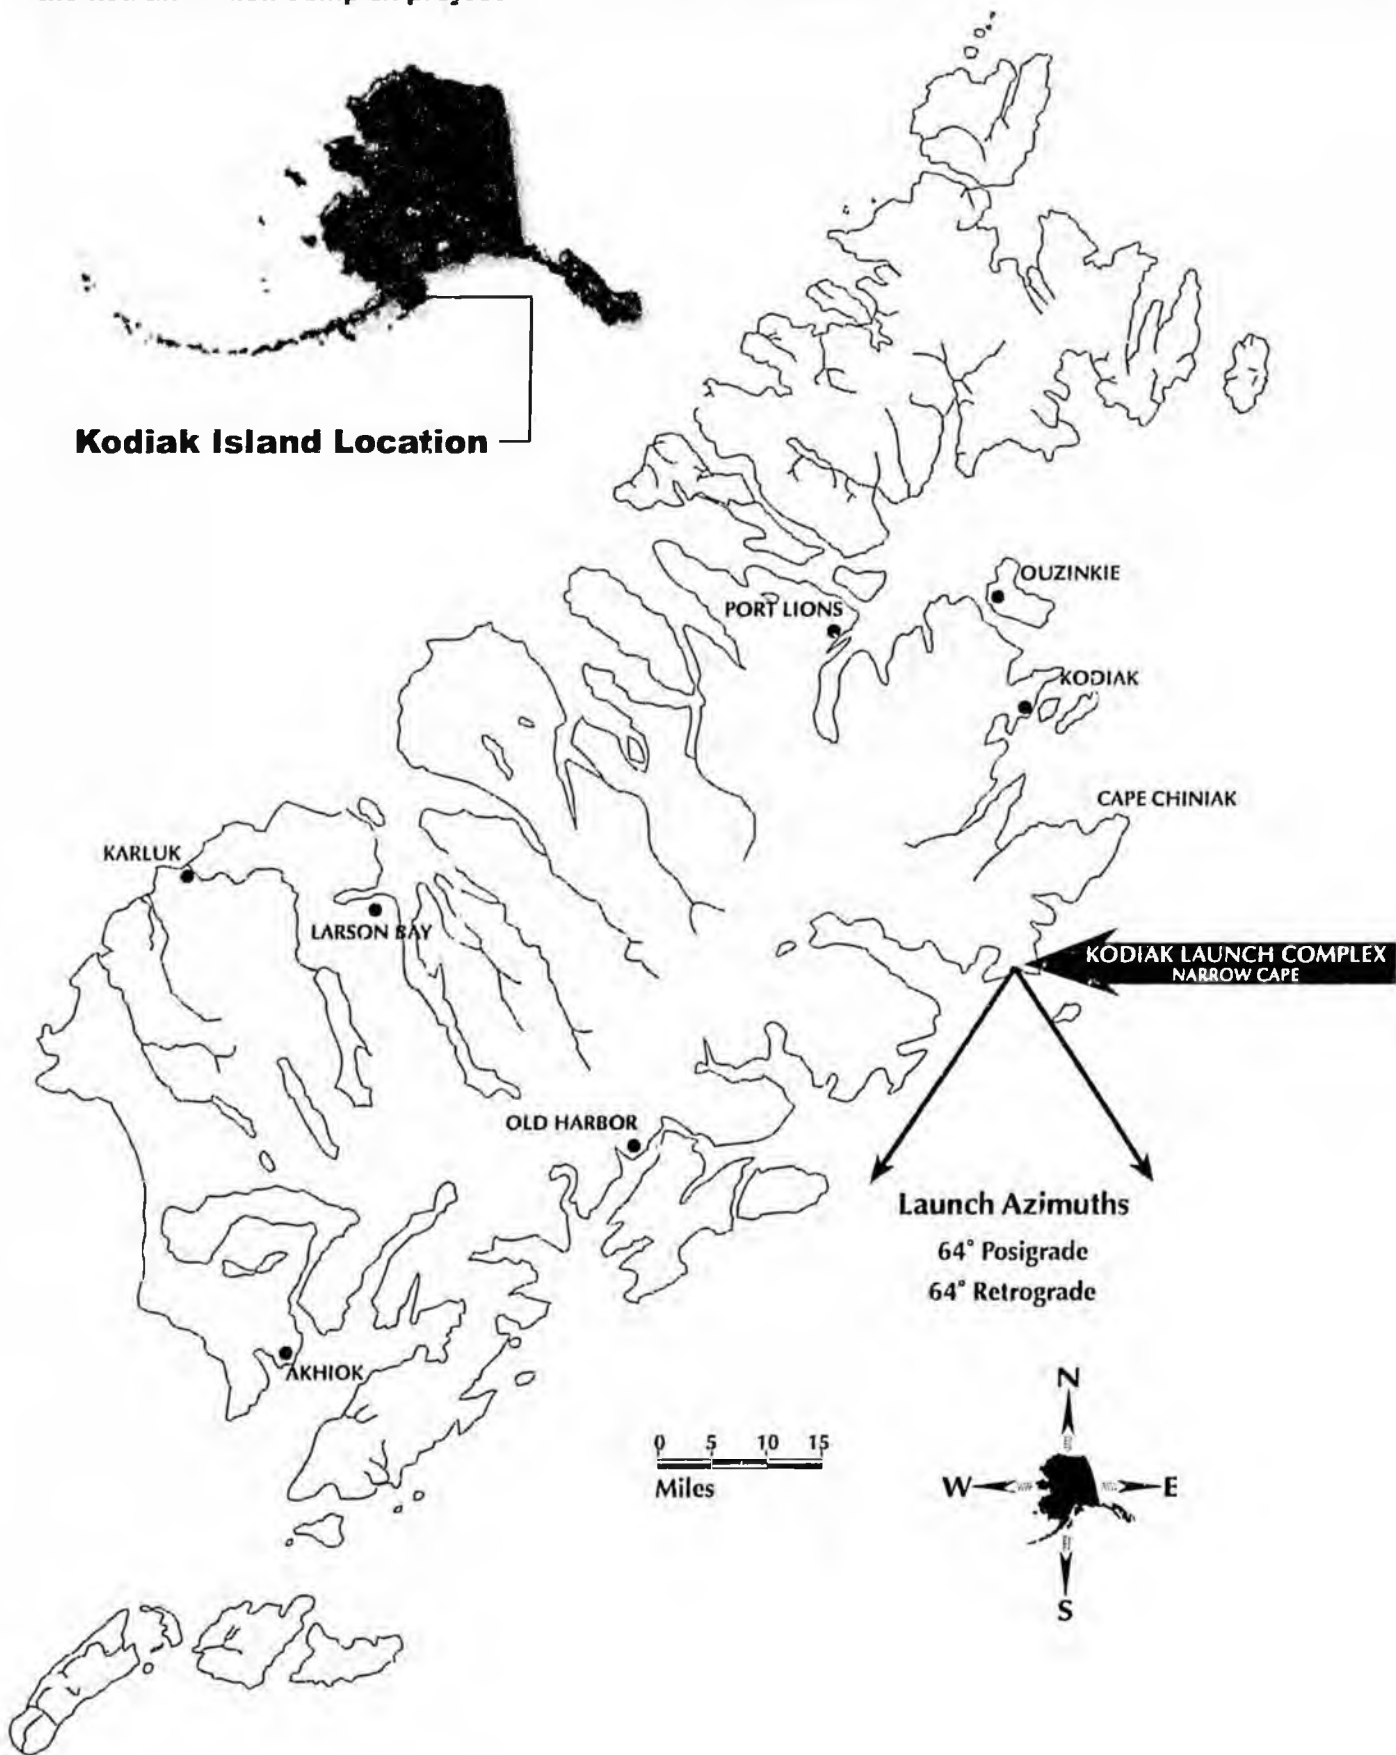 Kodiak Island Location
OUZINKIE
PORT LIONS
KODIAK
CAPE CHINIAK
KARLUK
LARSON BAY
KODIAK LAUNCH COMPLEX
NARROW CAPE
OLD HARBOR
Launch Azimuths
64° Posigrade
64° Retrograde
AKHIOK
N
0 5 10 15
Miles
W E
S